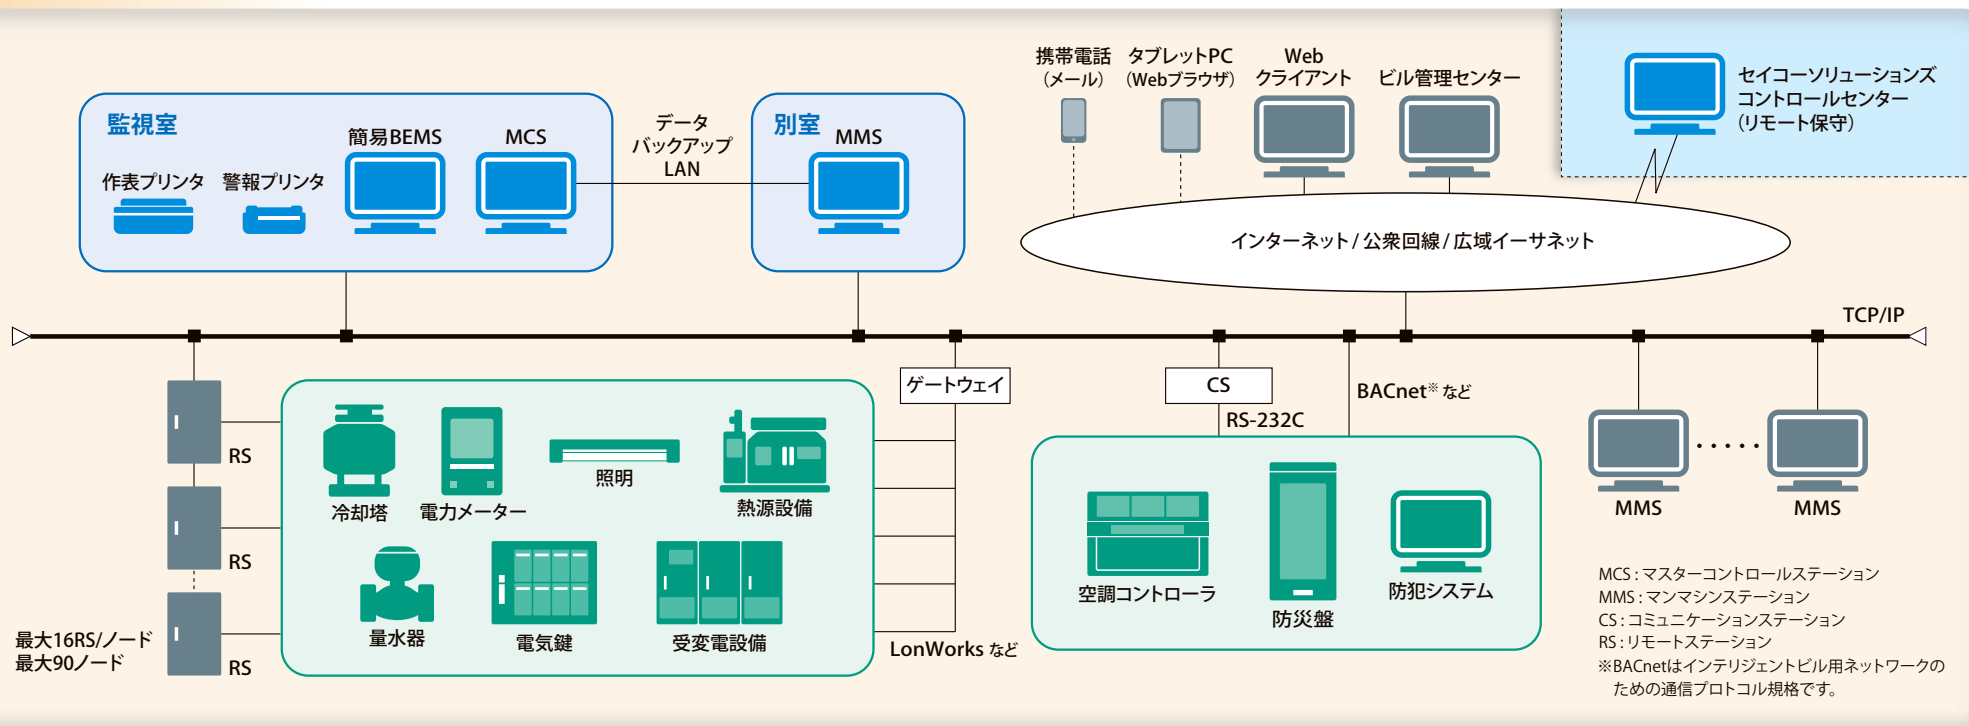 監視室
簡易BEMS
MCS
作表プリンタ
警報プリンタ
データ
バックアップ
LAN
別室
MMS
携帯電話
（メール）
タブレットPC
（Webブラウザ）
Web
クライアント
ビル管理センター
セイコーソリューションズ
コントロールセンター
（リモート保守）
インターネット / 公衆回線 / 広域イーサネット
TCP/IP
RS
RS
RS
最大16RS/ノード
最大90ノード
冷却塔
電力メーター
照明
熱源設備
量水器
電気鍵
受変電設備
ゲートウェイ
LonWorks など
CS
RS-232C
BACnet※ など
空調コントローラ
防災盤
防犯システム
MMS
・・・・・
MMS
MCS : マスターコントロールステーション
MMS : マンマシンステーション
CS : コミュニケーションステーション
RS : リモートステーション
※BACnetはインテリジェントビル用ネットワークの
ための通信プロトコル規格です。